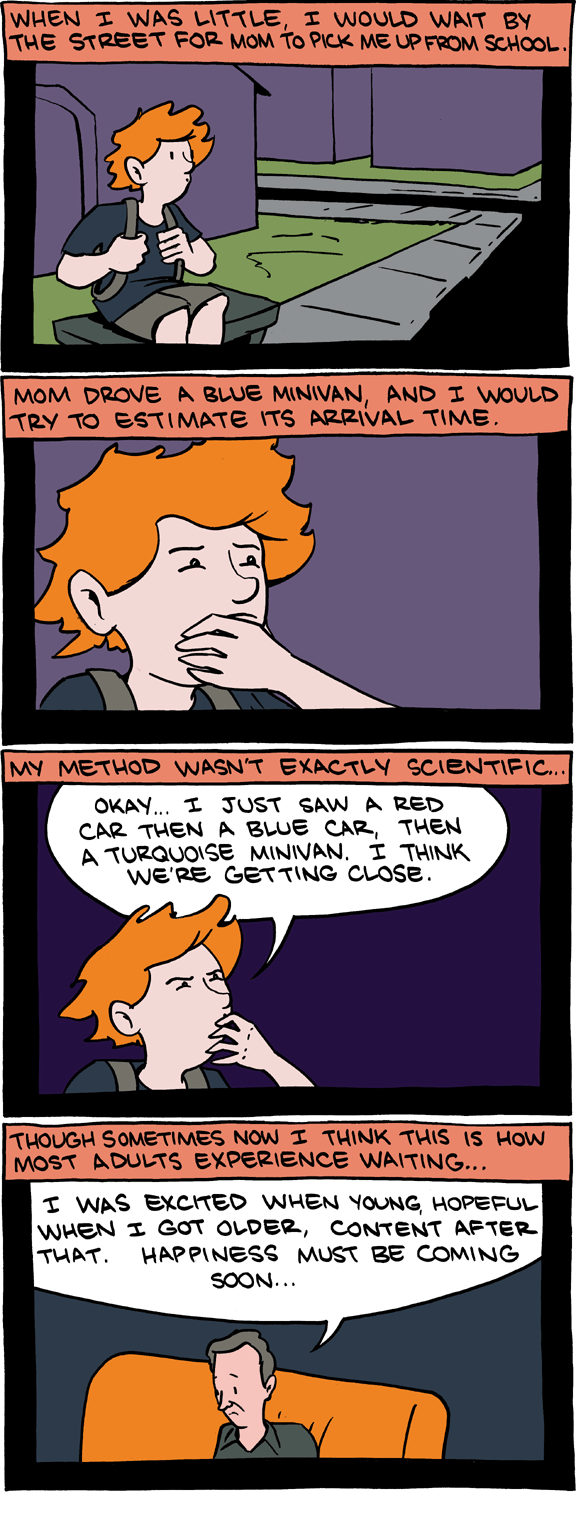 WHEN I WAS LITTLE, I WOULD WAIT BY
THE STREET FOR MOM TO PICK ME UP FROM SCHOOL.
MOM DROVE A BLUE MINIVAN, AND I WOULD
TRY TO ESTIMATE ITS ARRIVAL TIME.
MY METHOD WASN'T EXACTLY SCIENTIFIC...
OKAY... I JUST SAW A RED
CAR THEN A BLUE CAR, THEN
A TURQUOISE MINIVAN. I THINK
WE'RE GETTING CLOSE.
THOUGH SOMETIMES NOW I THINK THIS IS HOW
MOST ADULTS EXPERIENCE WAITING...
I WAS EXCITED WHEN YOUNG, HOPEFUL
WHEN I GOT OLDER, CONTENT AFTER
THAT. HAPPINESS MUST BE COMING
SOON...